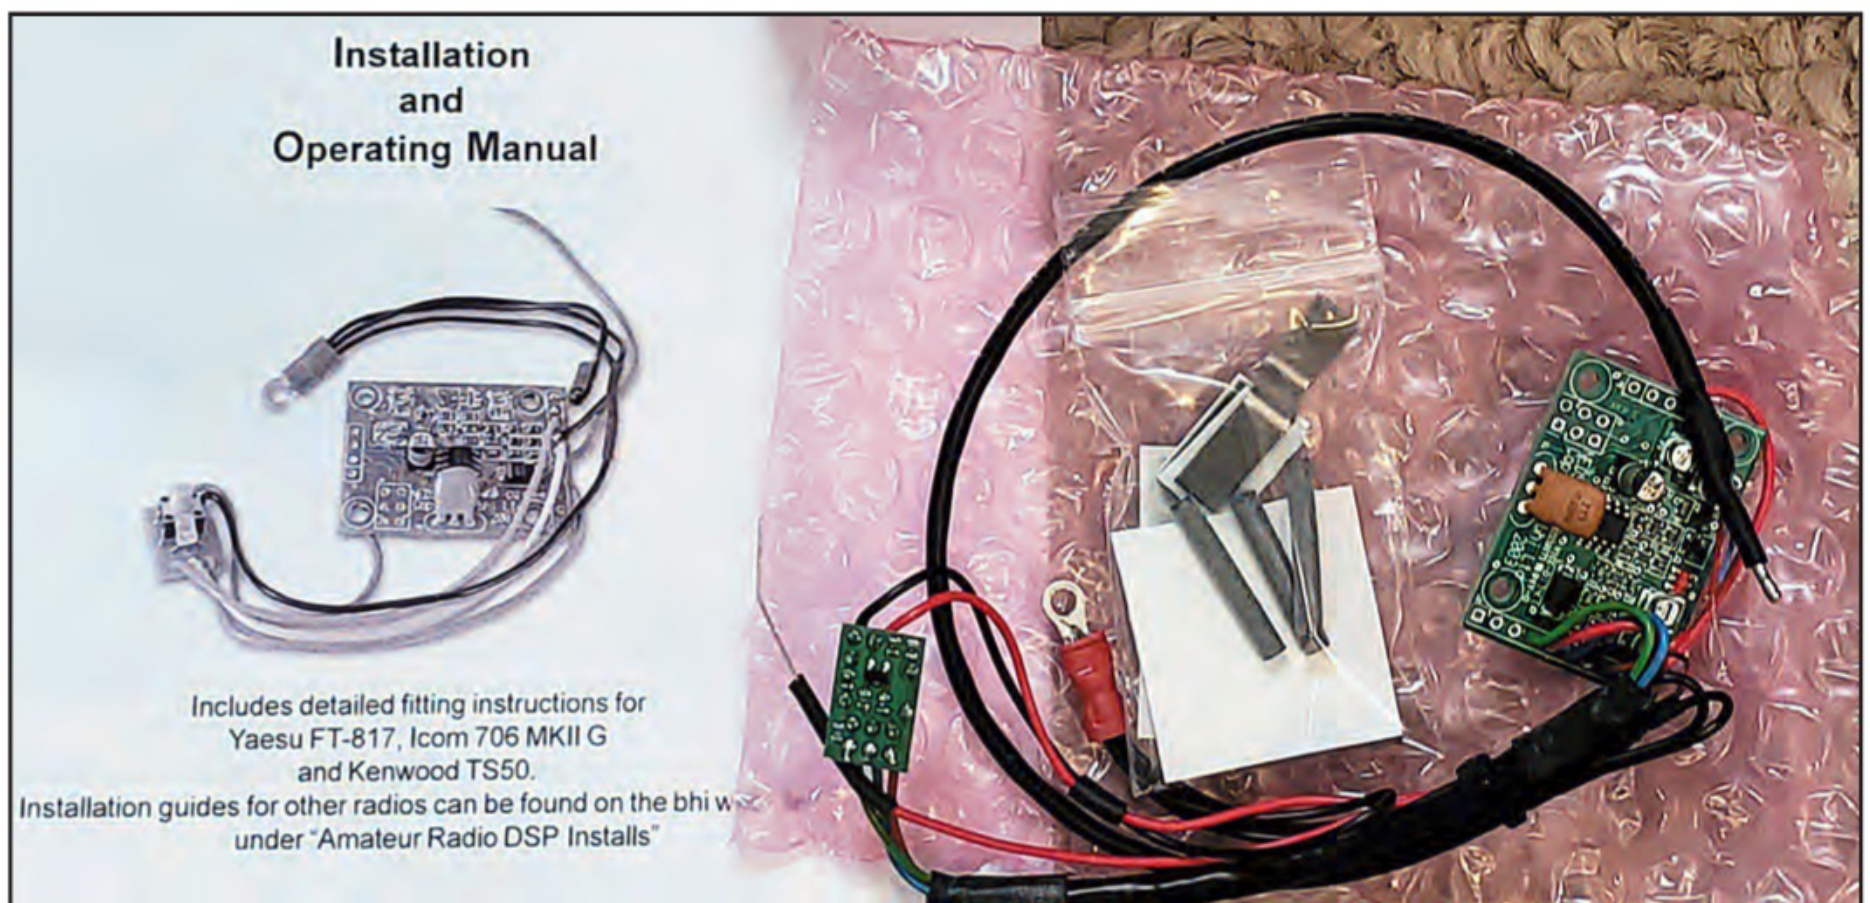 Installation
and
Operating Manual
Includes detailed fitting instructions for
Yaesu FT-817, Icom 706 MKII G
and Kenwood TS50.
Installation guides for other radios can be found on the bhi
under "Amateur Radio DSP Installs"